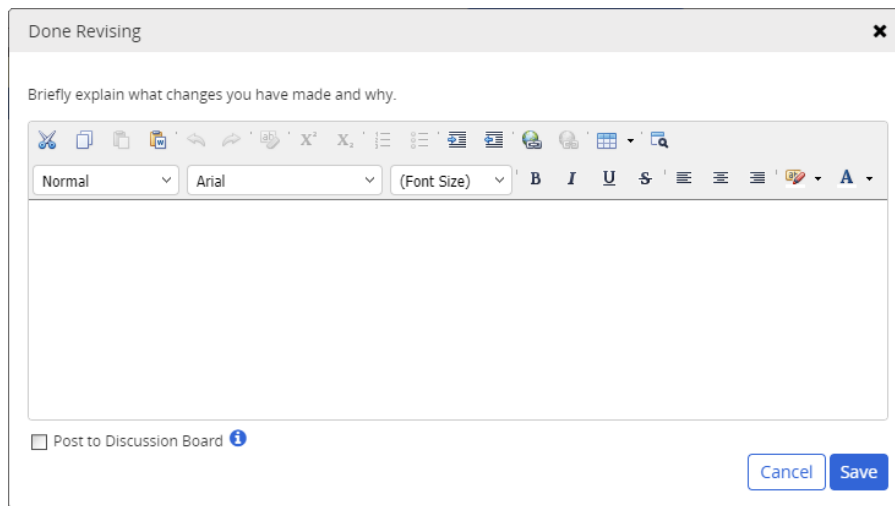 Done Revising
Briefly explain what changes you have made and why.
Normal Arial (Font Size) B I U S A
Post to Discussion Board
Cancel Save